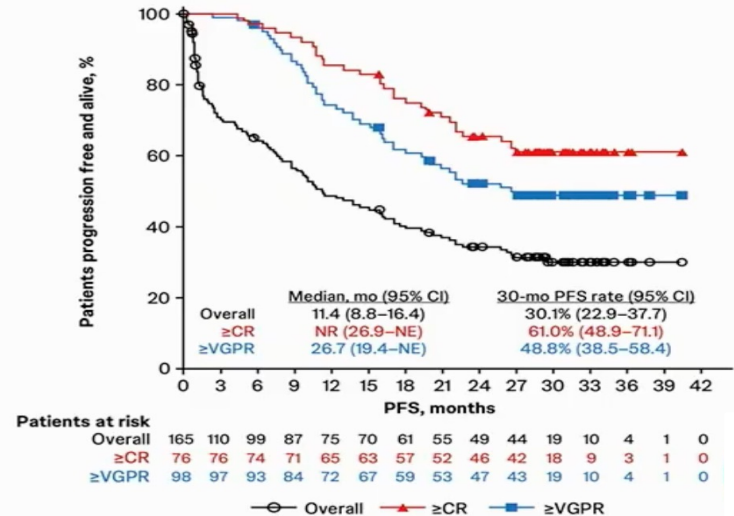 Patients progression free and alive, %
100
80
60
40
20
0
Median, mo (95% CI) 30-mo PFS rate (95% CI)
Overall 11.4 (8.8–16.4) 30.1% (22.9–37.7)
≥CR NR (26.9–NE) 61.0% (48.9–71.1)
≥VGPR 26.7 (19.4–NE) 48.8% (38.5–58.4)
0 3 6 9 12 15 18 21 24 27 30 33 36 39 42
PFS, months
Patients at risk
Overall 165 110 99 87 75 70 61 55 49 44 19 10 4 1 0
≥CR 76 76 74 71 65 63 57 52 46 42 18 9 3 1 0
≥VGPR 98 97 93 84 72 67 59 53 47 43 19 10 4 1 0
Overall ≥CR ≥VGPR